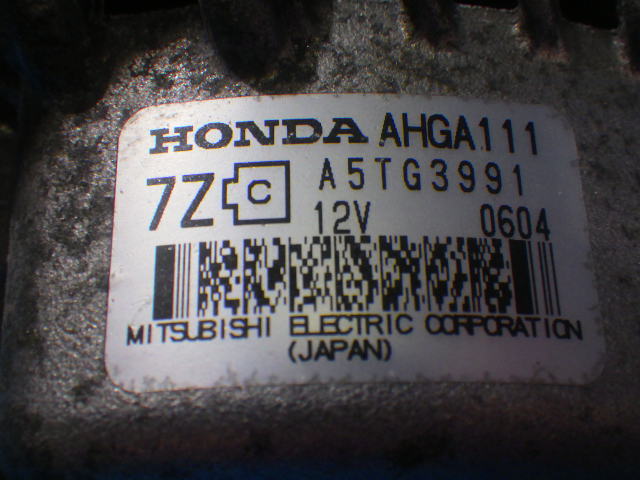 HONDA AHGA111
7Z C A5TG3991
12V 0604
MITSUBISHI ELECTRIC CORPORATION
(JAPAN)